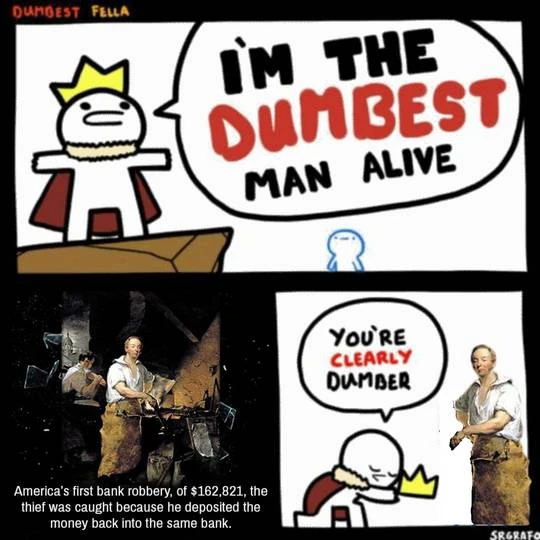 DUMBEST FELLA
I'M THE
DUMBEST
MAN ALIVE
America's first bank robbery, of $162,821, the
thief was caught because he deposited the
money back into the same bank.
YOU'RE
CLEARLY
DUMBER
SRGRAFO